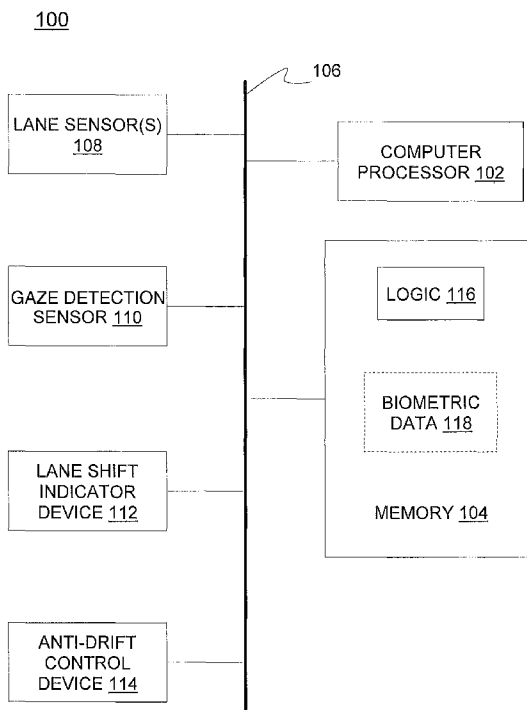 100
106
LANE SENSOR(S)
108
COMPUTER
PROCESSOR 102
GAZE DETECTION
SENSOR 110
LOGIC 116
BIOMETRIC
DATA 118
LANE SHIFT
INDICATOR
DEVICE 112
MEMORY 104
ANTI-DRIFT
CONTROL
DEVICE 114